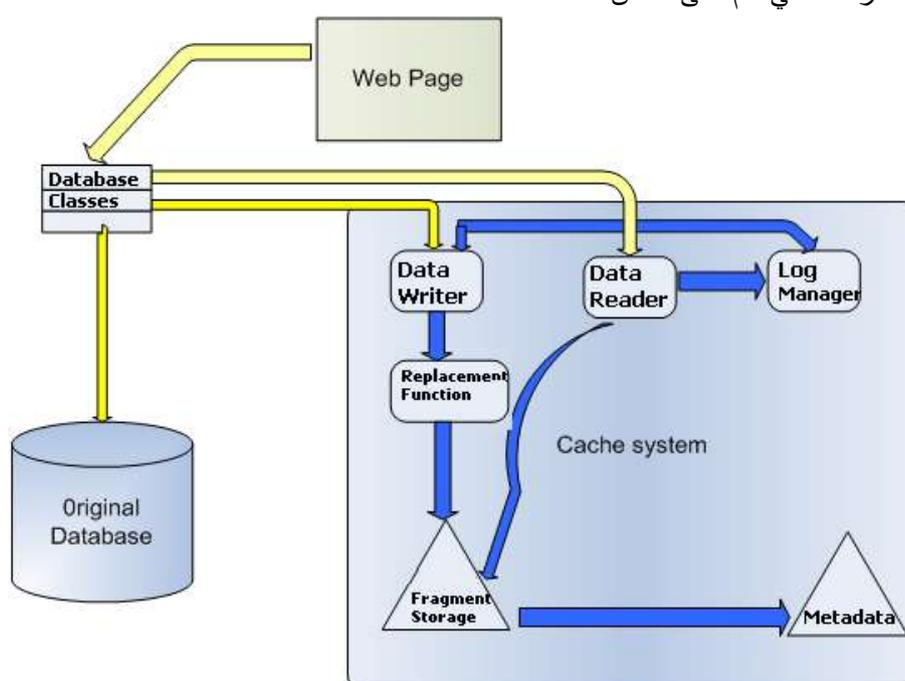 Web Page
Database
Classes
Data
Writer
Data
Reader
Log
Manager
Replacement
Function
Cache system
0riginal
Database
Fragment
Storage
Metadata